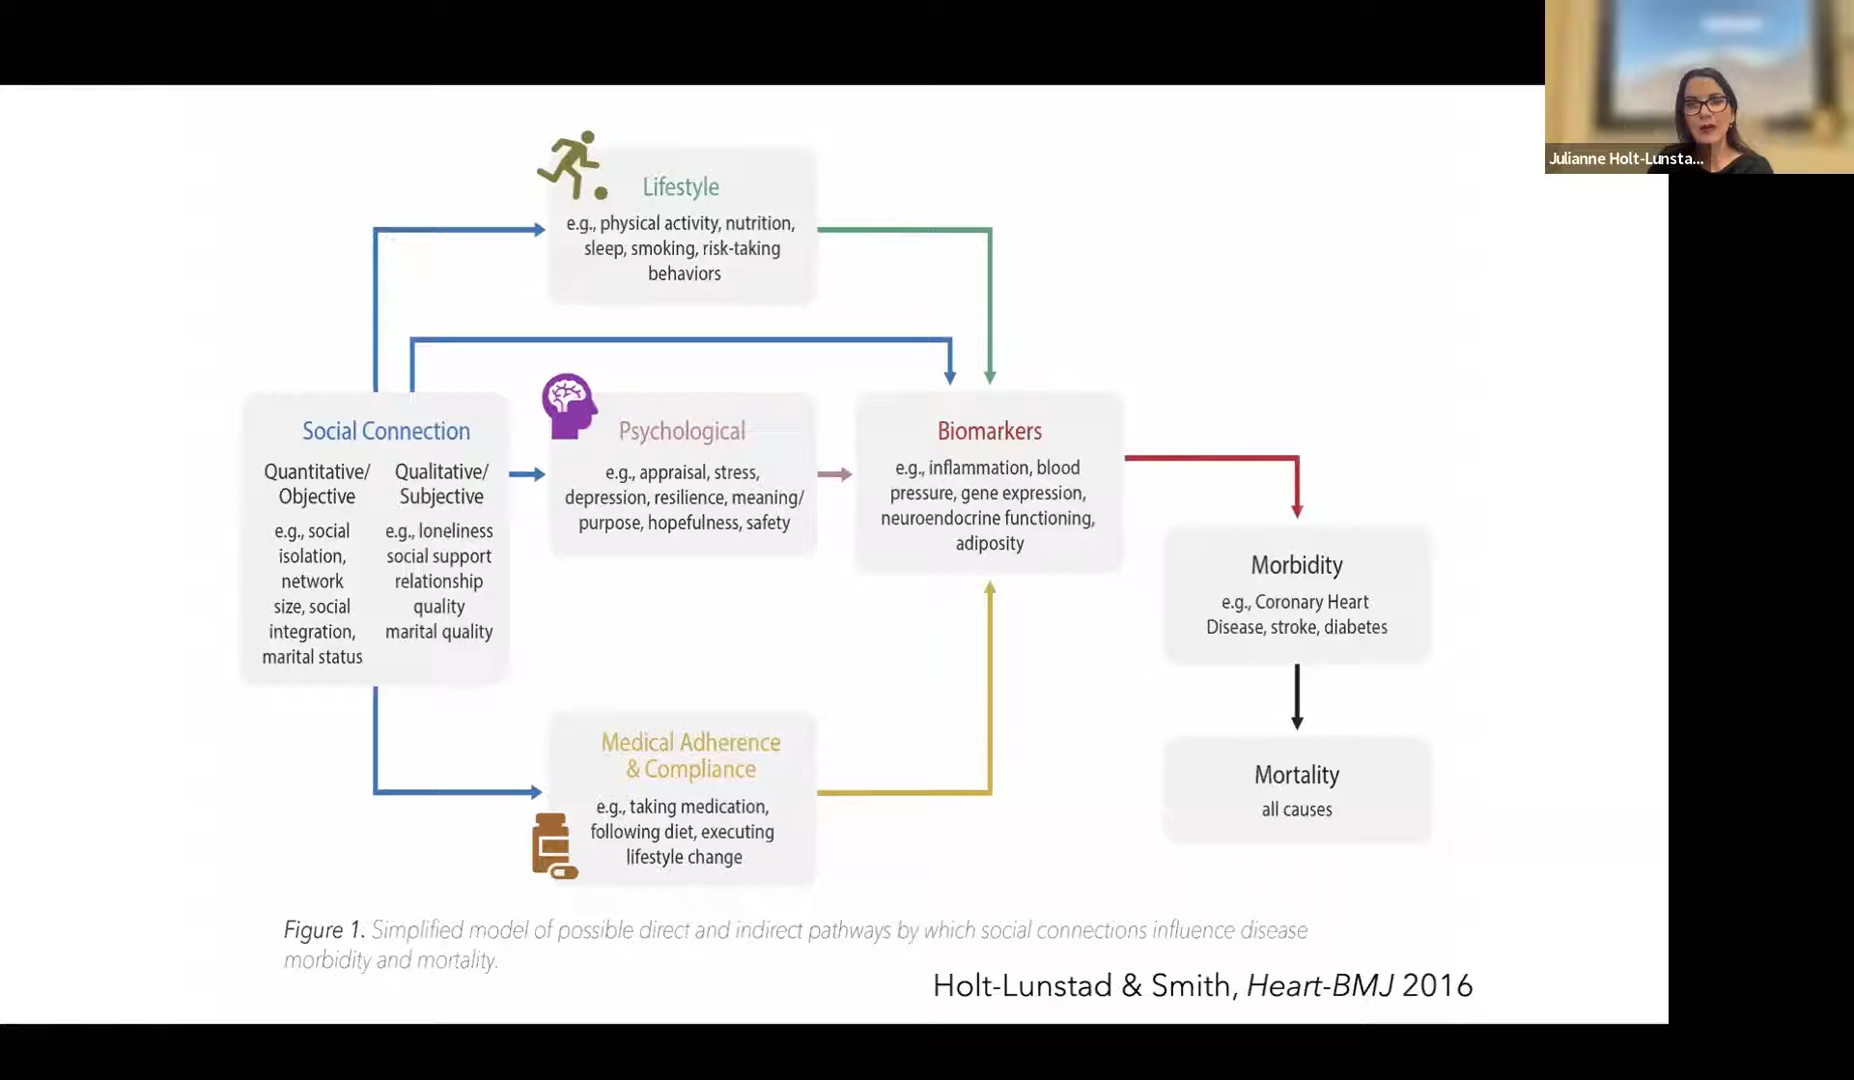 Julianne Holt-Lunsta...
Lifestyle
e.g., physical activity, nutrition,
sleep, smoking, risk-taking
behaviors
Social Connection
Quantitative/
Objective
e.g., social
isolation,
network
size, social
integration,
marital status
Qualitative/
Subjective
e.g., loneliness
social support
relationship
quality
marital quality
Psychological
e.g., appraisal, stress,
depression, resilience, meaning/
purpose, hopefulness, safety
Biomarkers
e.g., inflammation, blood
pressure, gene expression,
neuroendocrine functioning,
adiposity
Medical Adherence
& Compliance
e.g., taking medication,
following diet, executing
lifestyle change
Morbidity
e.g., Coronary Heart
Disease, stroke, diabetes
Mortality
all causes
Figure 1. Simplified model of possible direct and indirect pathways by which social connections influence disease
morbidity and mortality.
Holt-Lunstad & Smith, Heart-BMJ 2016